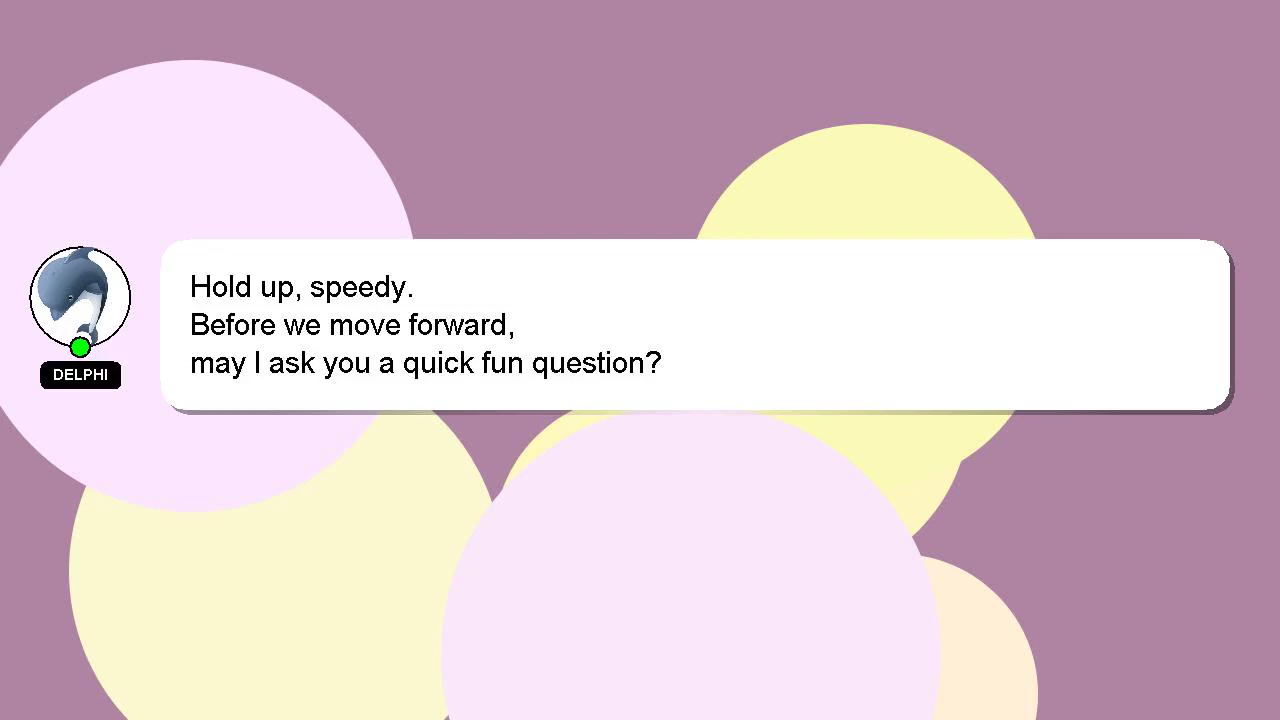 Hold up, speedy.
Before we move forward,
may I ask you a quick fun question?
DELPHI